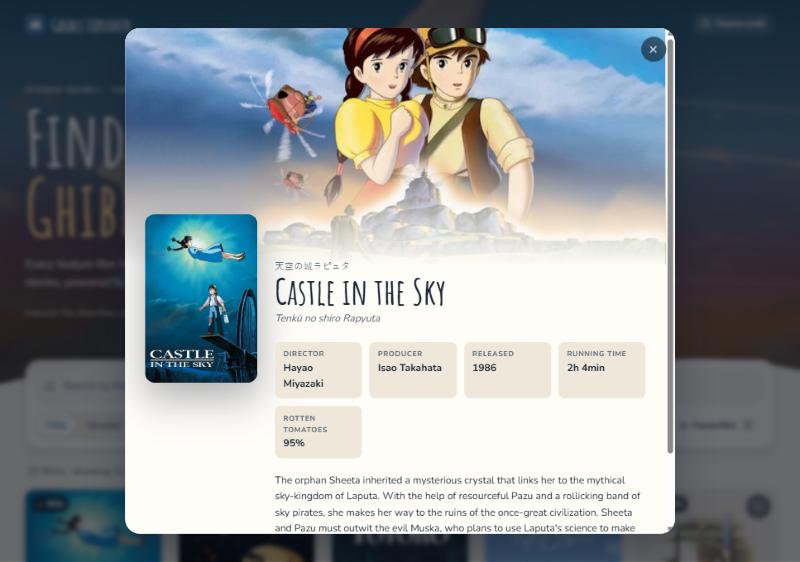 FIND
GHIB
×
天空の城ラピュタ
CASTLE IN THE SKY
Tenkū no shiro Rapyuta
DIRECTOR
Hayao
Miyazaki
PRODUCER
Isao Takahata
RELEASED
1986
RUNNING TIME
2h 4min
ROTTEN
TOMATOES
95%
CASTLE
IN THE SKY
The orphan Sheeta inherited a mysterious crystal that links her to the mythical
sky-kingdom of Laputa. With the help of resourceful Pazu and a rollicking band of
sky pirates, she makes her way to the ruins of the once-great civilization. Sheeta
and Pazu must outwit the evil Muska, who plans to use Laputa's science to make